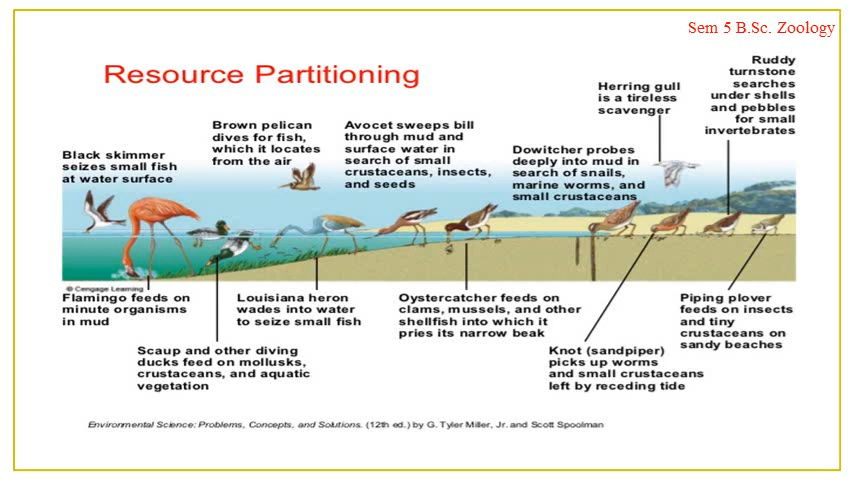 Sem 5 B.Sc. Zoology
Resource Partitioning
Black skimmer
seizes small fish
at water surface
Brown pelican
dives for fish,
which it locates
from the air
Avocet sweeps bill
through mud and
surface water in
search of small
crustaceans, insects,
and seeds
Dowitcher probes
deeply into mud in
search of snails,
marine worms, and
small crustaceans
Herring gull
is a tireless
scavenger
Ruddy
turnstone
searches
under shells
and pebbles
for small
invertebrates
© Cengage Learning
Flamingo feeds on
minute organisms
in mud
Scaup and other diving
ducks feed on mollusks,
crustaceans, and aquatic
vegetation
Louisiana heron
wades into water
to seize small fish
Oystercatcher feeds on
clams, mussels, and other
shellfish into which it
pries its narrow beak
Knot (sandpiper)
picks up worms
and small crustaceans
left by receding tide
Piping plover
feeds on insects
and tiny
crustaceans on
sandy beaches
Environmental Science: Problems, Concepts, and Solutions. (12th ed.) by G. Tyler Miller, Jr. and Scott Spoolman